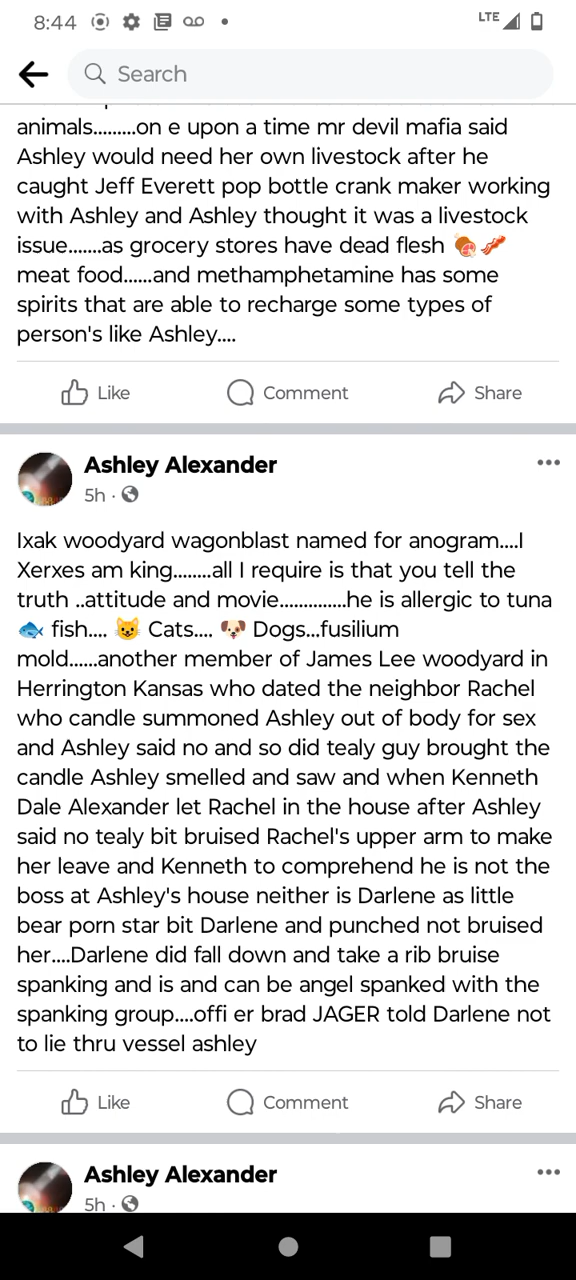 8:44
LTE
Search
animals.........on e upon a time mr devil mafia said
Ashley would need her own livestock after he
caught Jeff Everett pop bottle crank maker working
with Ashley and Ashley thought it was a livestock
issue.......as grocery stores have dead flesh 🍖🥓
meat food......and methamphetamine has some
spirits that are able to recharge some types of
person's like Ashley....
Like Comment Share
Ashley Alexander
5h ·
Ixak woodyard wagonblast named for anogram....I
Xerxes am king........all I require is that you tell the
truth ..attitude and movie.............he is allergic to tuna
🐟 fish.... 😺 Cats.... 🐶 Dogs...fusilium
mold......another member of James Lee woodyard in
Herrington Kansas who dated the neighbor Rachel
who candle summoned Ashley out of body for sex
and Ashley said no and so did tealy guy brought the
candle Ashley smelled and saw and when Kenneth
Dale Alexander let Rachel in the house after Ashley
said no tealy bit bruised Rachel's upper arm to make
her leave and Kenneth to comprehend he is not the
boss at Ashley's house neither is Darlene as little
bear porn star bit Darlene and punched not bruised
her....Darlene did fall down and take a rib bruise
spanking and is and can be angel spanked with the
spanking group....offi er brad JAGER told Darlene not
to lie thru vessel ashley
Like Comment Share
Ashley Alexander
5h ·